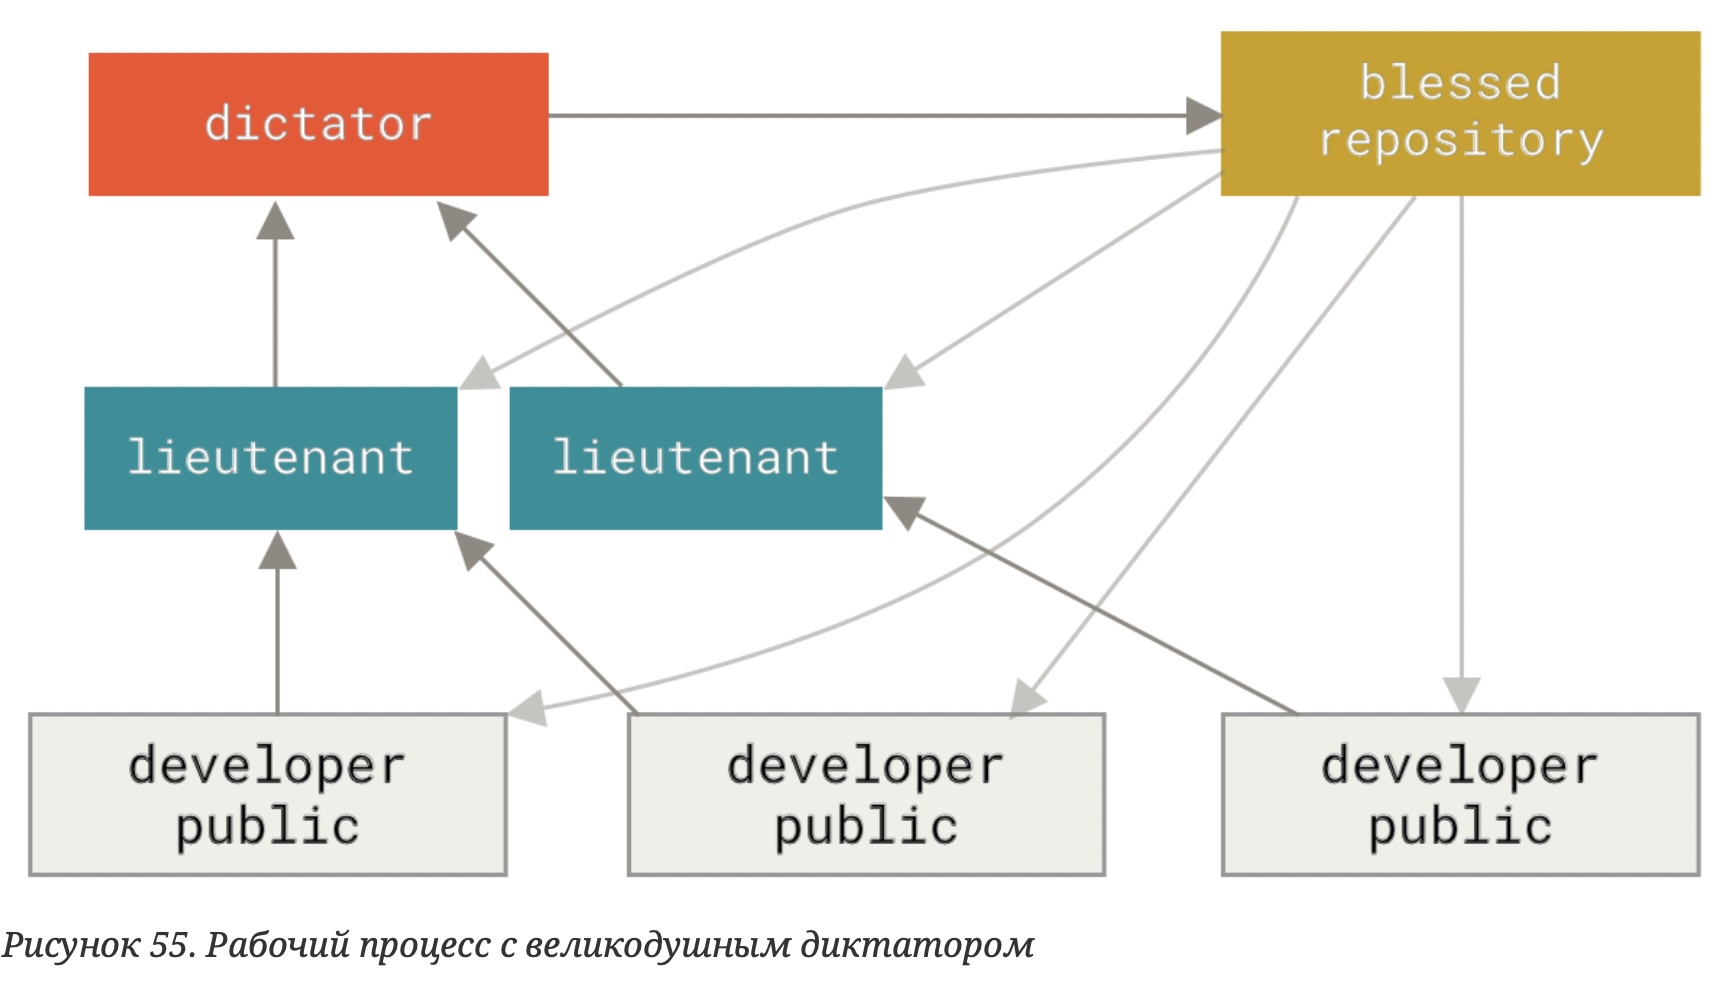 dictator
blessed
repository
lieutenant
lieutenant
developer
public
developer
public
developer
public
Рисунок 55. Рабочий процесс с великодушным диктатором